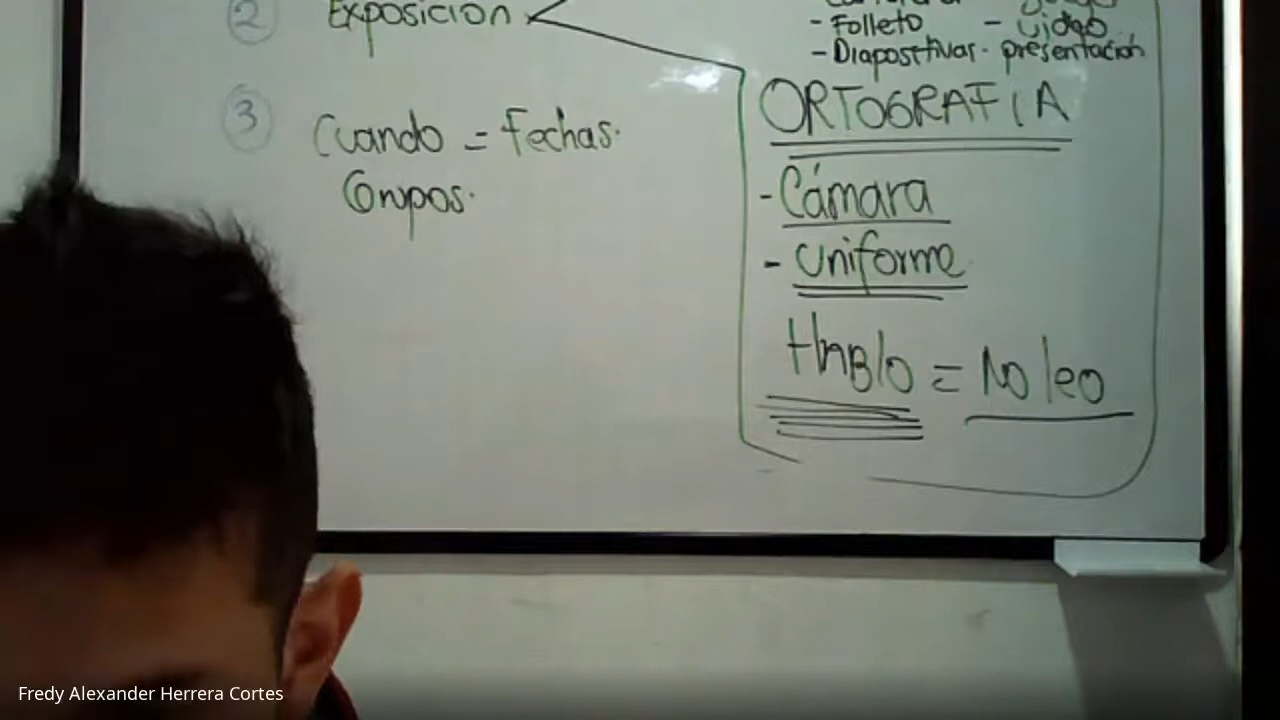 2 Exposición
- Folleto - video
- Diapositivas - presentación
3 Cuando = Fechas.
Grupos.
ORTOGRAFIA
- Cámara
- Uniforme
HABlo = No leo
Fredy Alexander Herrera Cortes